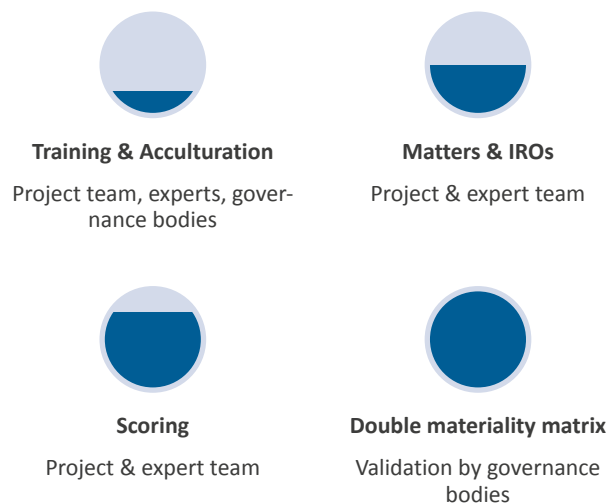 Training & Acculturation
Project team, experts, gover-
nance bodies
Matters & IROs
Project & expert team
Scoring
Project & expert team
Double materiality matrix
Validation by governance
bodies